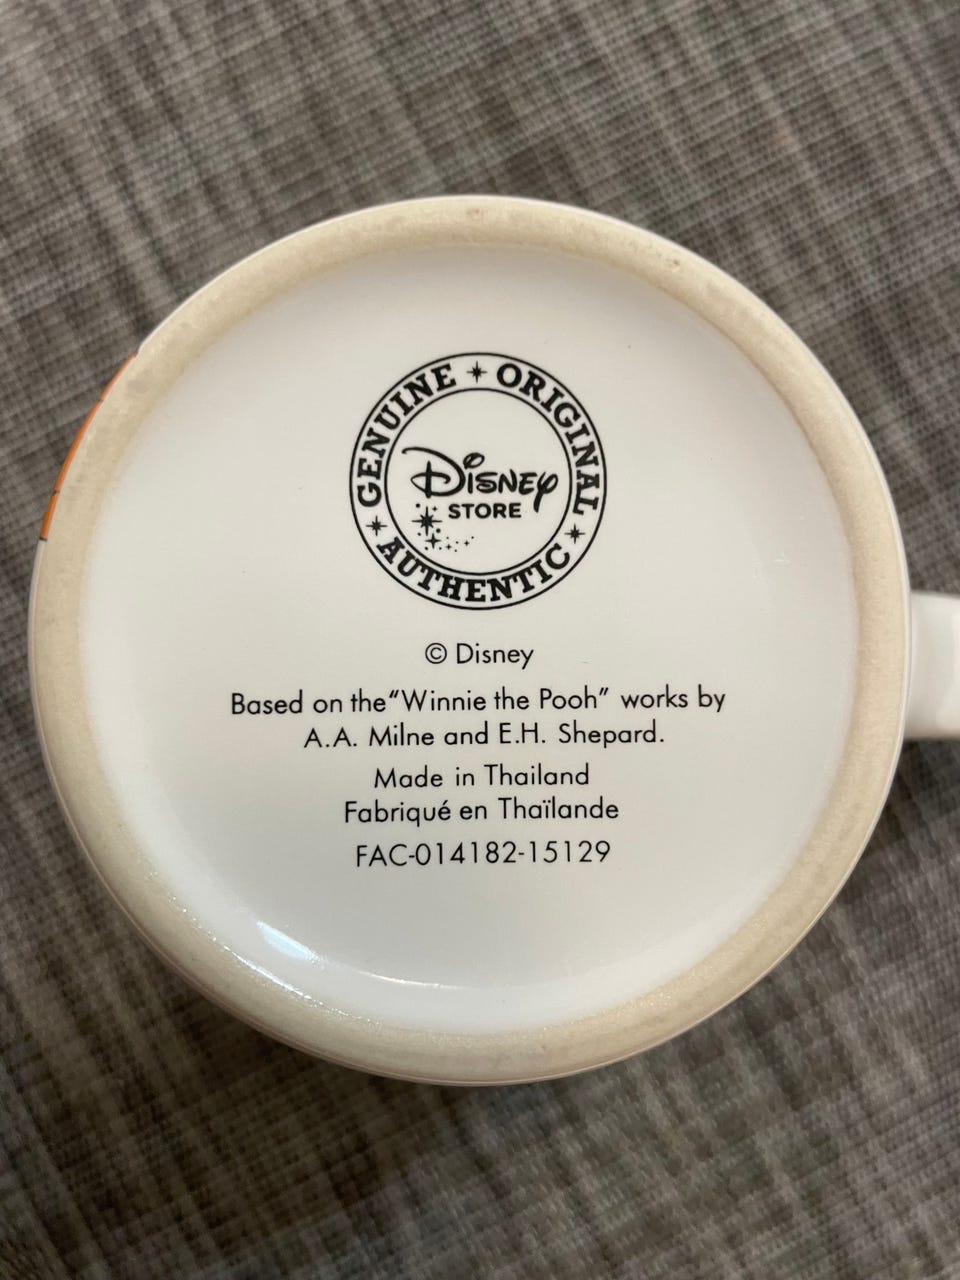 GENUINE ORIGINAL
Disney
STORE
AUTHENTIC
© Disney
Based on the “Winnie the Pooh” works by
A.A. Milne and E.H. Shepard.
Made in Thailand
Fabriqué en Thaïlande
FAC-014182-15129